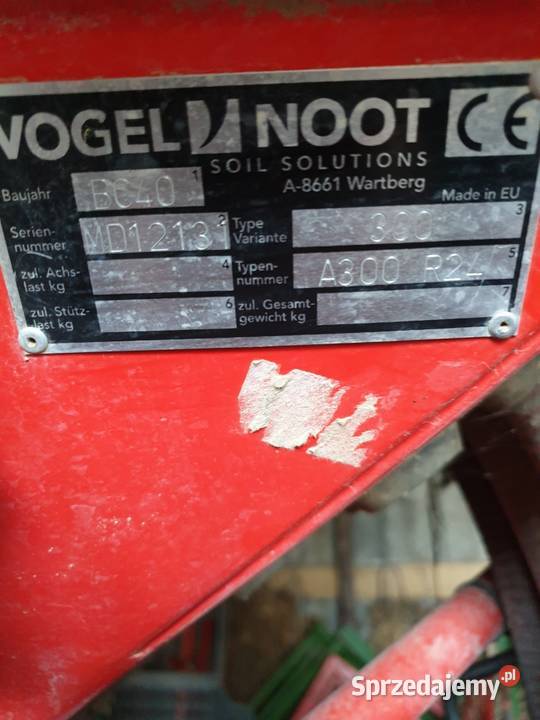 VOGEL NOOT CE
SOIL SOLUTIONS
A-8661 Wartberg
Made in EU
Baujahr BC40 1
Serien-
nummer MD1213 2
Type
Variante 300 3
zul. Achs-
last kg 4
Typen-
nummer A300 R24 5
zul. Stütz-
last kg 6
zul. Gesamt-
gewicht kg 7
Sprzedajemy.pl